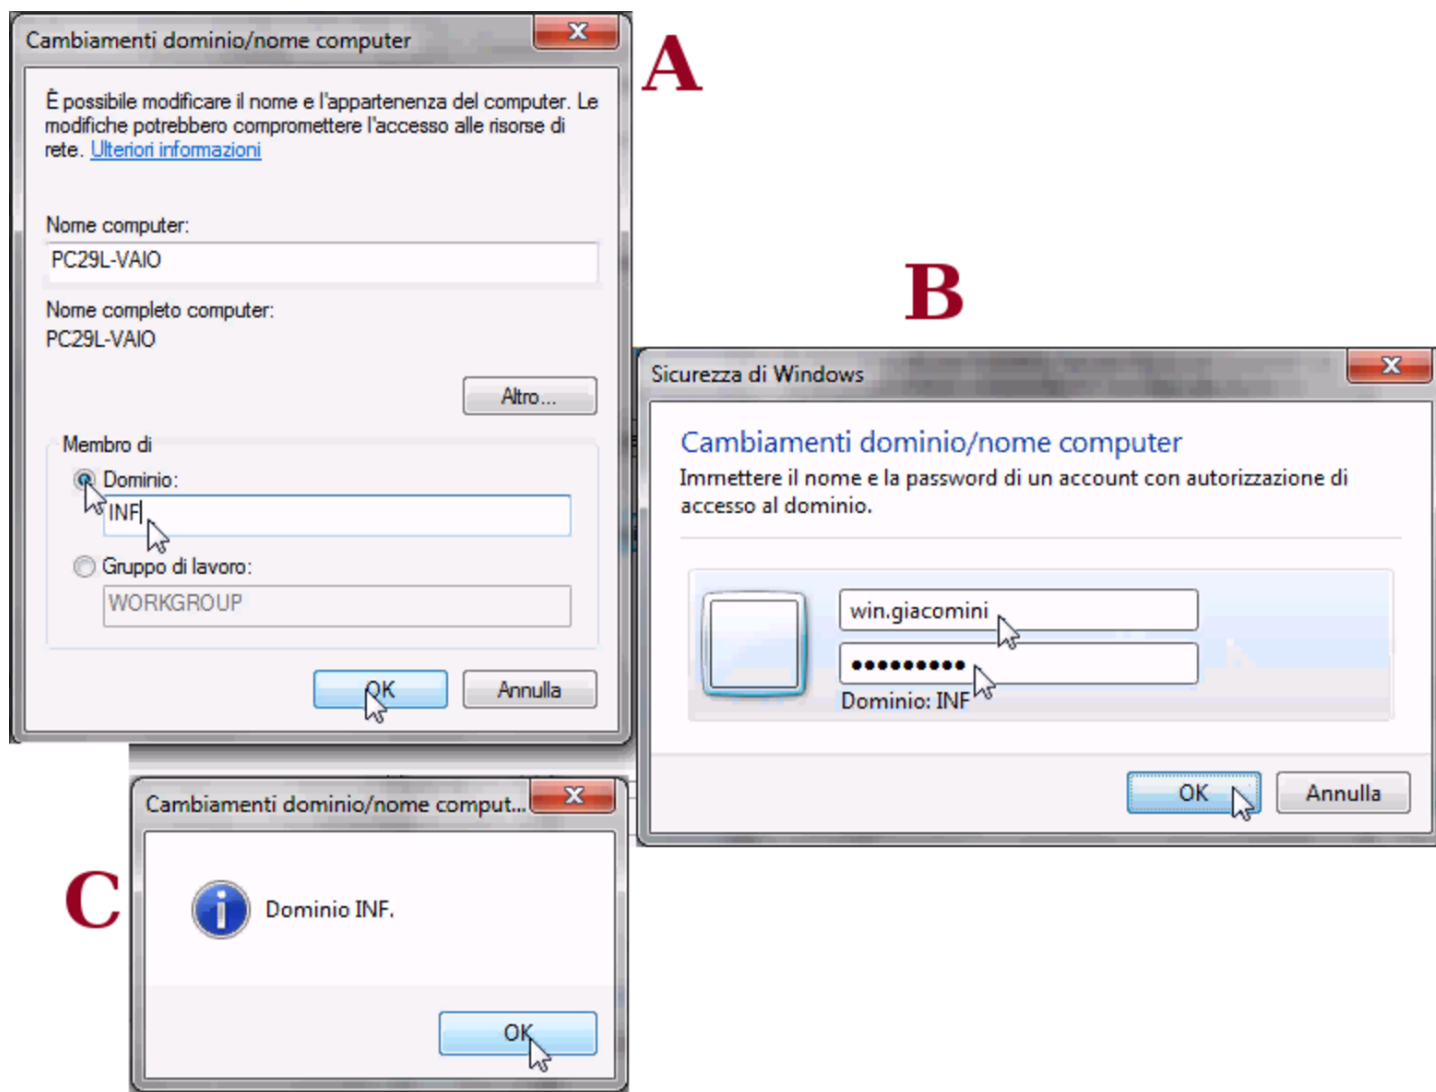 Cambiamenti dominio/nome computer
A
È possibile modificare il nome e l'appartenenza del computer. Le
modifiche potrebbero compromettere l'accesso alle risorse di
rete. Ulteriori informazioni
Nome computer:
PC29L-VAIO
Nome completo computer:
PC29L-VAIO
Altro...
Membro di
Dominio:
INF
Gruppo di lavoro:
WORKGROUP
OK Annulla
B
Sicurezza di Windows
Cambiamenti dominio/nome computer
Immettere il nome e la password di un account con autorizzazione di
accesso al dominio.
win.giacomini
●●●●●●●●●
Dominio: INF
OK Annulla
C
Cambiamenti dominio/nome comput...
Dominio INF.
OK